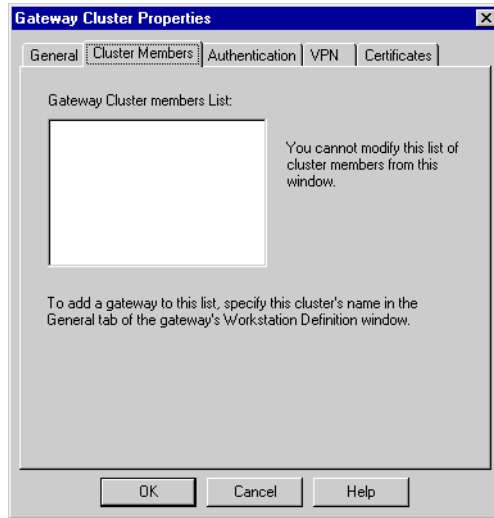 Gateway Cluster Properties
General
Cluster Members
Authentication
VPN
Certificates
Gateway Cluster members List:
You cannot modify this list of
cluster members from this
window.
To add a gateway to this list, specify this cluster's name in the
General tab of the gateway's Workstation Definition window.
OK
Cancel
Help